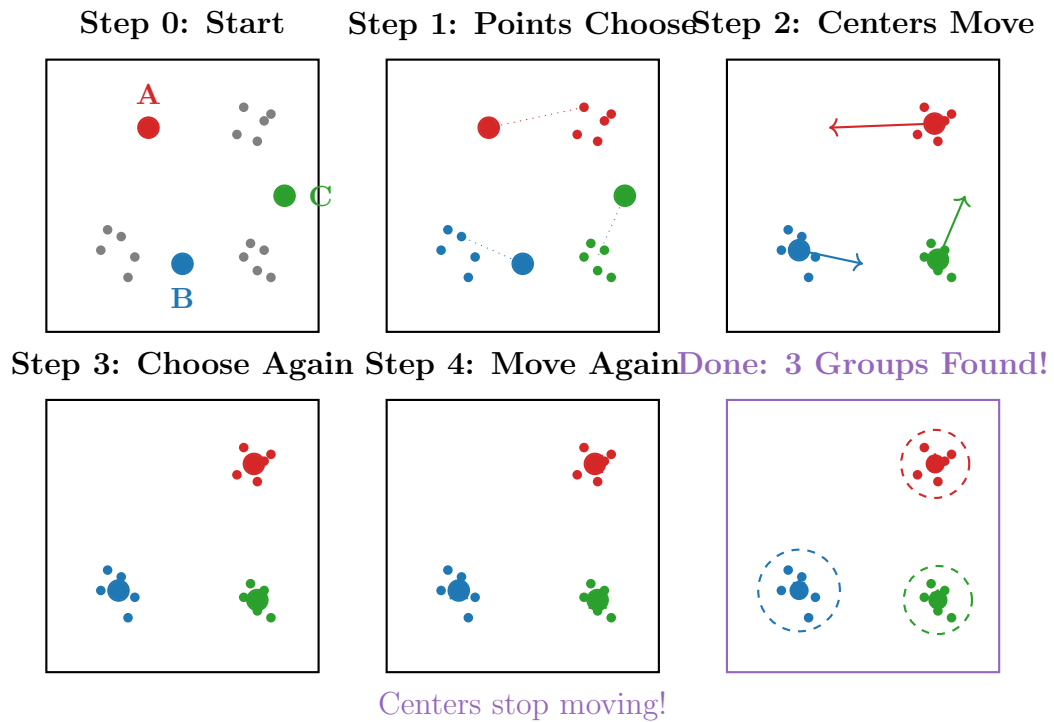 Step 0: Start
Step 1: Points Choose
Step 2: Centers Move
A
C
B
Step 3: Choose Again
Step 4: Move Again
Done: 3 Groups Found!
Centers stop moving!